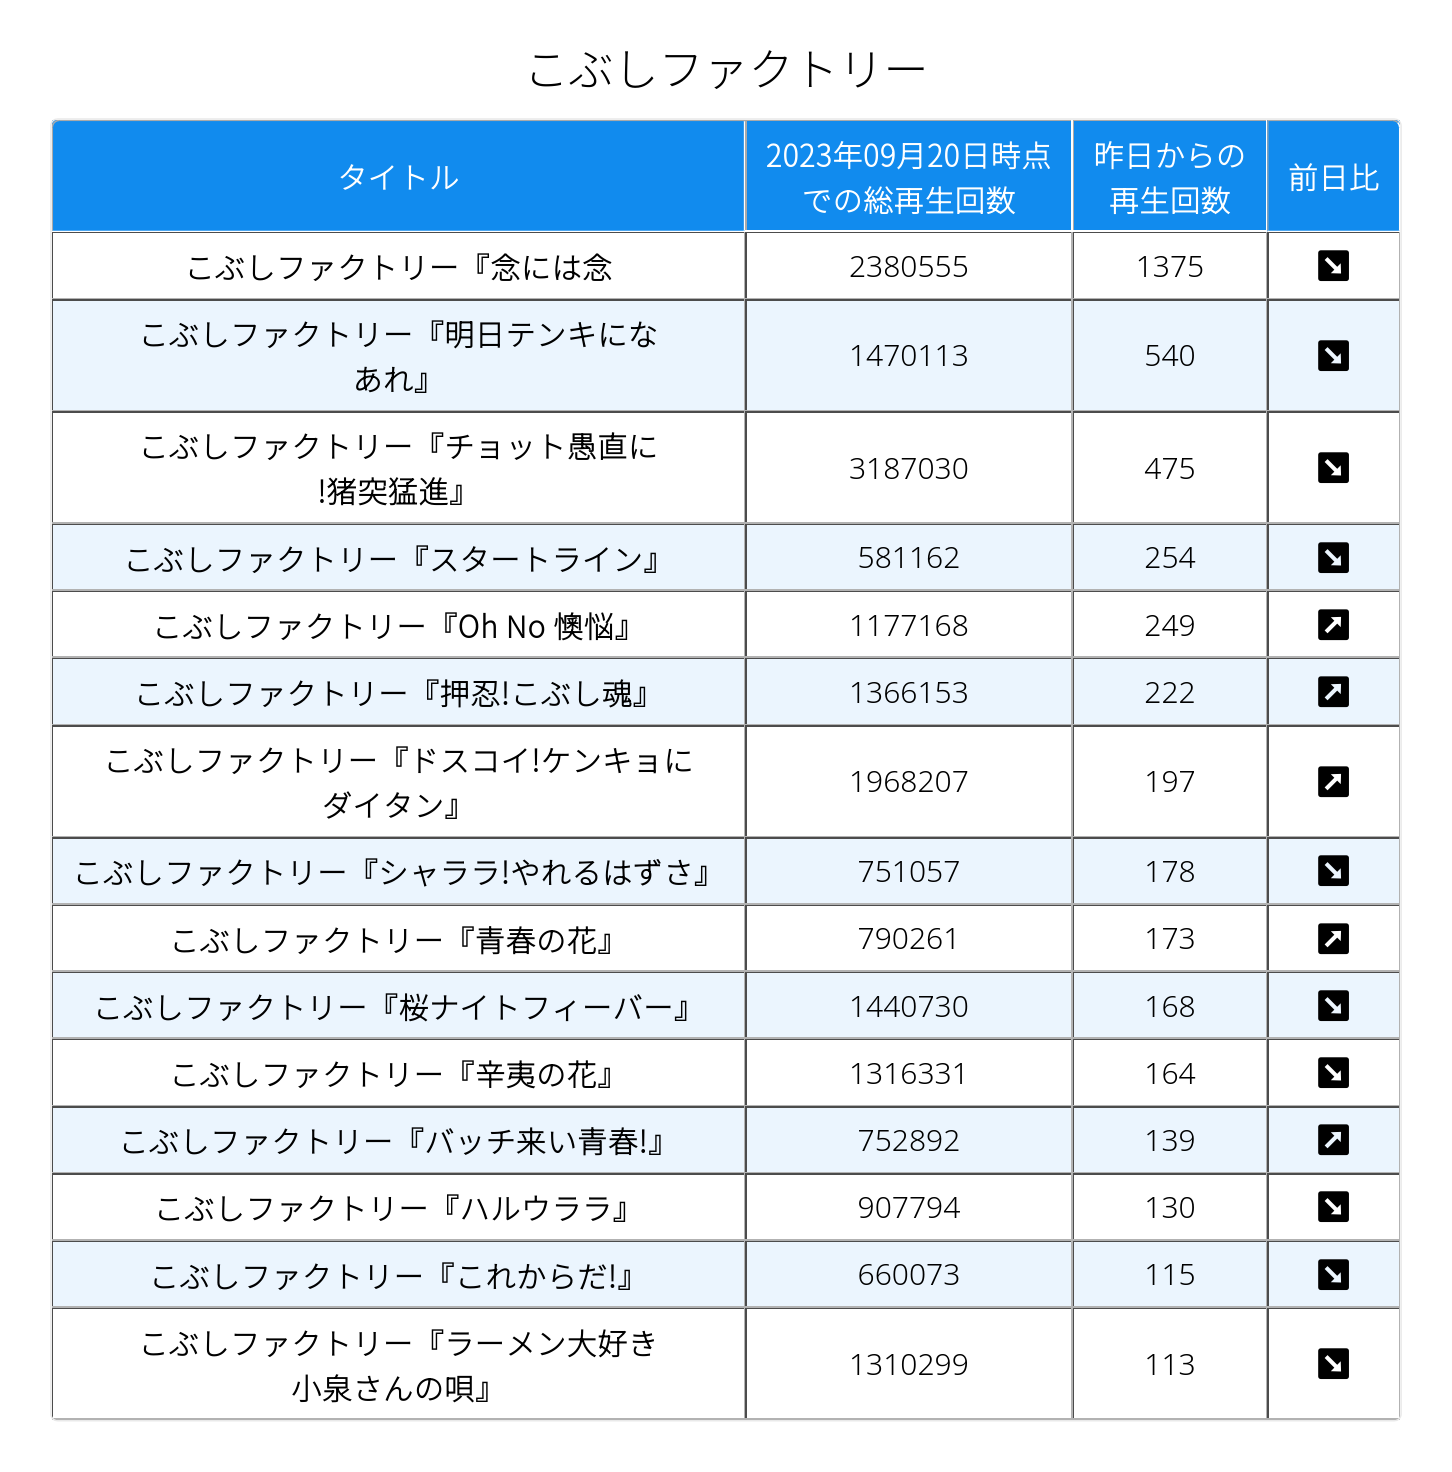 こぶしファクトリー
タイトル
2023年09月20日時点
での総再生回数
昨日からの
再生回数
前日比
こぶしファクトリー『念には念
2380555
1375
こぶしファクトリー『明日テンキにな
あれ』
1470113
540
こぶしファクトリー『チョット愚直に
!猪突猛進』
3187030
475
こぶしファクトリー『スタートライン』
581162
254
こぶしファクトリー『Oh No 懊悩』
1177168
249
こぶしファクトリー『押忍!こぶし魂』
1366153
222
こぶしファクトリー『ドスコイ!ケンキョに
ダイタン』
1968207
197
こぶしファクトリー『シャララ!やれるはずさ』
751057
178
こぶしファクトリー『青春の花』
790261
173
こぶしファクトリー『桜ナイトフィーバー』
1440730
168
こぶしファクトリー『辛夷の花』
1316331
164
こぶしファクトリー『バッチ来い青春!』
752892
139
こぶしファクトリー『ハルウララ』
907794
130
こぶしファクトリー『これからだ!』
660073
115
こぶしファクトリー『ラーメン大好き
小泉さんの唄』
1310299
113